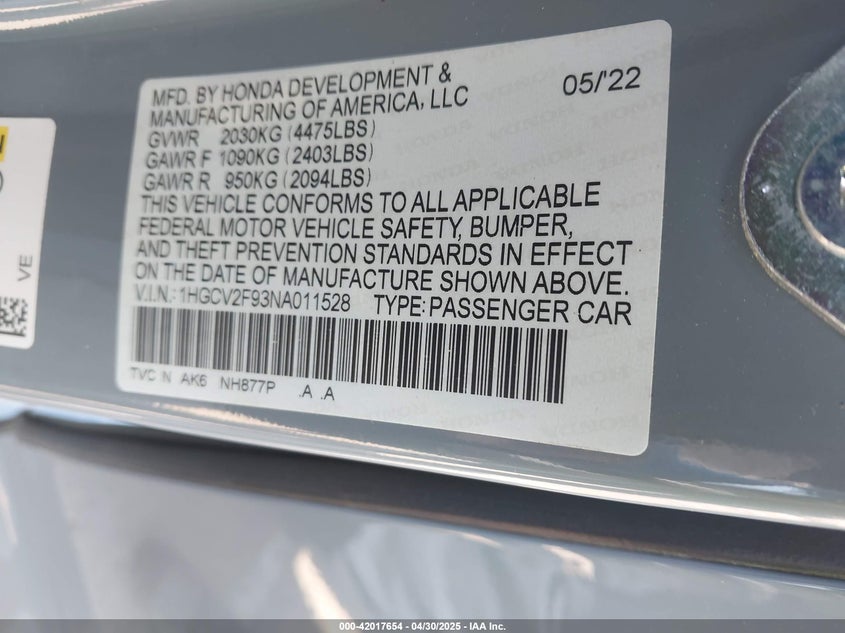 MFD. BY HONDA DEVELOPMENT & 05/'22
MANUFACTURING OF AMERICA, LLC
GVWR 2030KG (4475LBS)
GAWR F 1090KG (2403LBS)
GAWR R 950KG (2094LBS)
THIS VEHICLE CONFORMS TO ALL APPLICABLE
FEDERAL MOTOR VEHICLE SAFETY, BUMPER,
AND THEFT PREVENTION STANDARDS IN EFFECT
ON THE DATE OF MANUFACTURE SHOWN ABOVE.
V.I.N.: 1HGCV2F93NA011528 TYPE: PASSENGER CAR
TVC N AK6 NH877P .A .A
VE
000-42017654 - 04/30/2025 - IAA Inc.